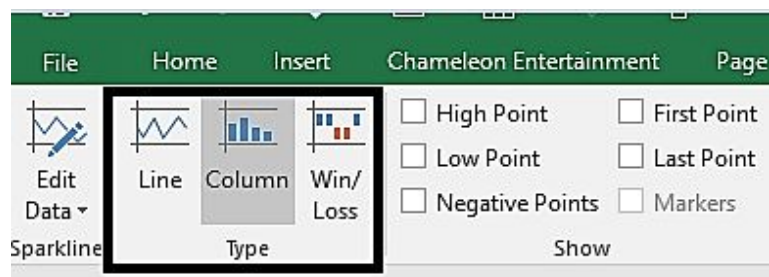 File Home Insert Chameleon Entertainment Page
High Point First Point
Low Point Last Point
Edit Line Column Win/
Data Loss
Negative Points Markers
Sparkline Type Show